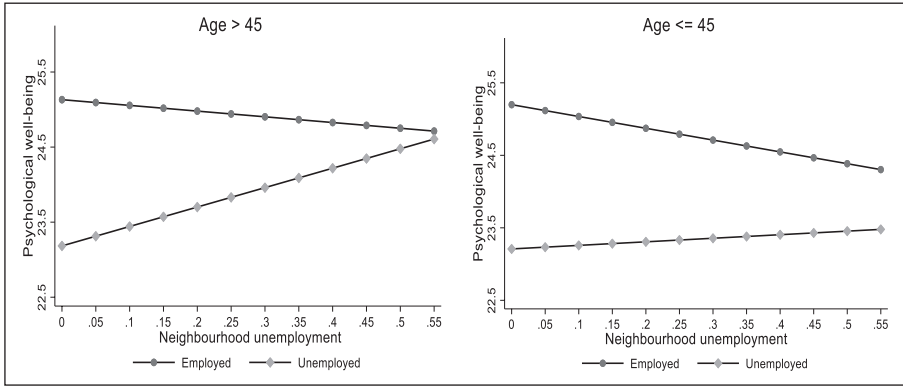 Age > 45
Psychological well-being
25.5
24.5
23.5
22.5
0 .05 .1 .15 .2 .25 .3 .35 .4 .45 .5 .55
Neighbourhood unemployment
Employed Unemployed
Age <= 45
Psychological well-being
25.5
24.5
23.5
22.5
0 .05 .1 .15 .2 .25 .3 .35 .4 .45 .5 .55
Neighbourhood unemployment
Employed Unemployed